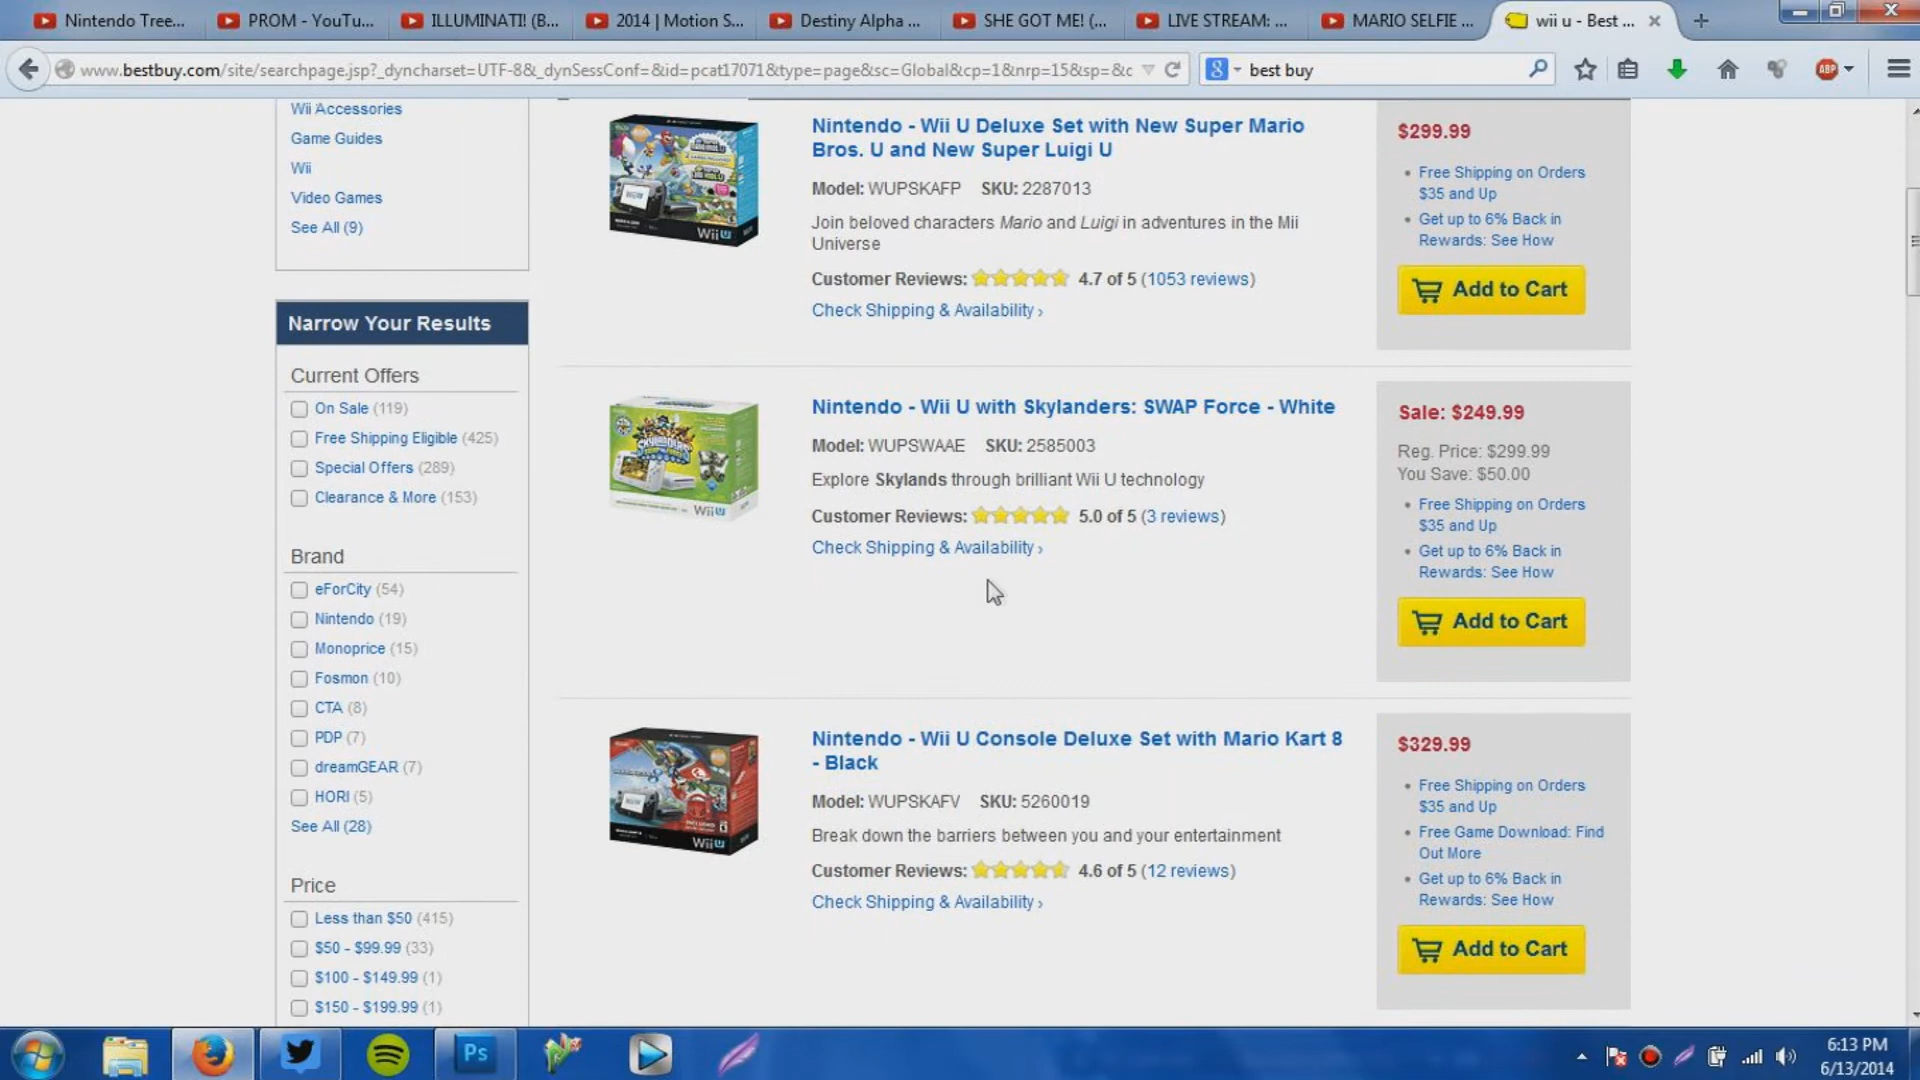 Nintendo Tree...
PROM - YouTu...
ILLUMINATI! (B...
2014 | Motion S...
Destiny Alpha ...
SHE GOT ME! (...
LIVE STREAM: ...
MARIO SELFIE ...
wii u - Best ...
www.bestbuy.com/site/searchpage.jsp?_dyncharset=UTF-8&_dynSessConf=&id=pcat17071&type=page&sc=Global&cp=1&nrp=15&sp=&c
best buy
ABP
Wii Accessories
Game Guides
Wii
Video Games
See All (9)
Narrow Your Results
Current Offers
On Sale (119)
Free Shipping Eligible (425)
Special Offers (289)
Clearance & More (153)
Brand
eForCity (54)
Nintendo (19)
Monoprice (15)
Fosmon (10)
CTA (8)
PDP (7)
dreamGEAR (7)
HORI (5)
See All (28)
Price
Less than $50 (415)
$50 - $99.99 (33)
$100 - $149.99 (1)
$150 - $199.99 (1)
WiiU
Nintendo - Wii U Deluxe Set with New Super Mario
Bros. U and New Super Luigi U
Model: WUPSKAFP SKU: 2287013
Join beloved characters Mario and Luigi in adventures in the Mii
Universe
Customer Reviews: 4.7 of 5 (1053 reviews)
Check Shipping & Availability ›
$299.99
Free Shipping on Orders
$35 and Up
Get up to 6% Back in
Rewards: See How
Add to Cart
SKYLANDERS
WiiU
Nintendo - Wii U with Skylanders: SWAP Force - White
Model: WUPSWAAE SKU: 2585003
Explore Skylands through brilliant Wii U technology
Customer Reviews: 5.0 of 5 (3 reviews)
Check Shipping & Availability ›
Sale: $249.99
Reg. Price: $299.99
You Save: $50.00
Free Shipping on Orders
$35 and Up
Get up to 6% Back in
Rewards: See How
Add to Cart
WiiU
Nintendo - Wii U Console Deluxe Set with Mario Kart 8
- Black
Model: WUPSKAFV SKU: 5260019
Break down the barriers between you and your entertainment
Customer Reviews: 4.6 of 5 (12 reviews)
Check Shipping & Availability ›
$329.99
Free Shipping on Orders
$35 and Up
Free Game Download: Find
Out More
Get up to 6% Back in
Rewards: See How
Add to Cart
Ps
6:13 PM
6/13/2014